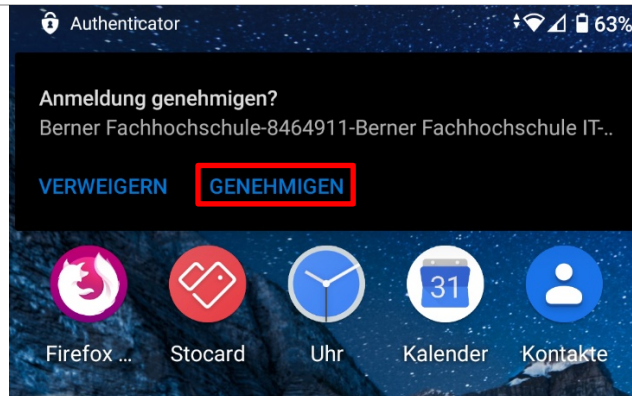 Authenticator 63%
Anmeldung genehmigen?
Berner Fachhochschule-8464911-Berner Fachhochschule IT-..
VERWEIGERN GENEHMIGEN
31
Firefox ... Stocard Uhr Kalender Kontakte